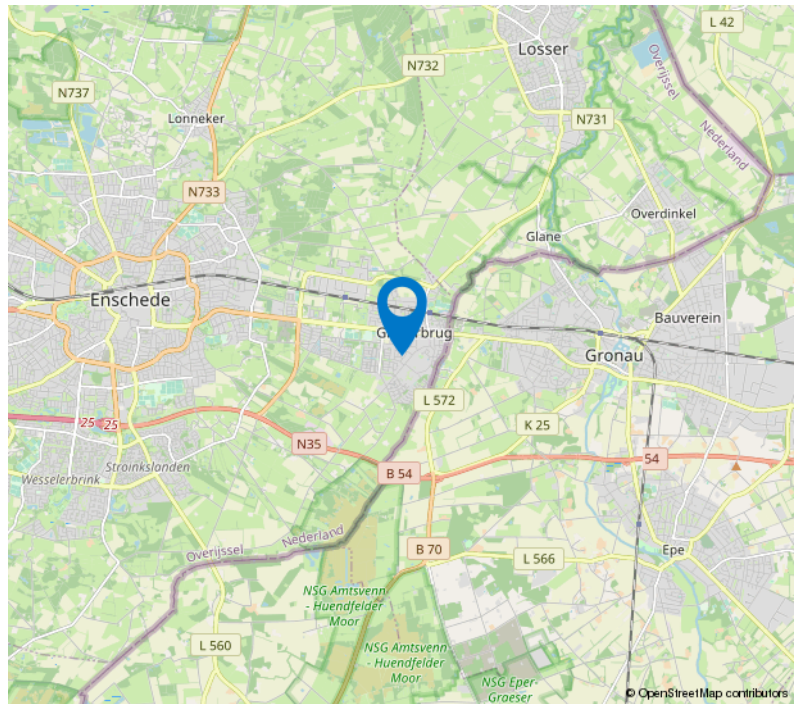 L 42
Losser
N732
Overijssel
Nederland
N737
Lonneker
N731
N733
Overdinkel
Glane
Enschede
Bauverein
Gronau
L 572
K 25
25
25
N35
Stroinkslanden
Wesselerbrink
B 54
54
Overijssel
Nederland
B 70
L 566
Epe
NSG Amtsvenn
- Huendfelder
Moor
L 560
NSG Amtsvenn
- Huendfelder
Moor
NSG Eper-
Graeser
© OpenStreetMap contributors